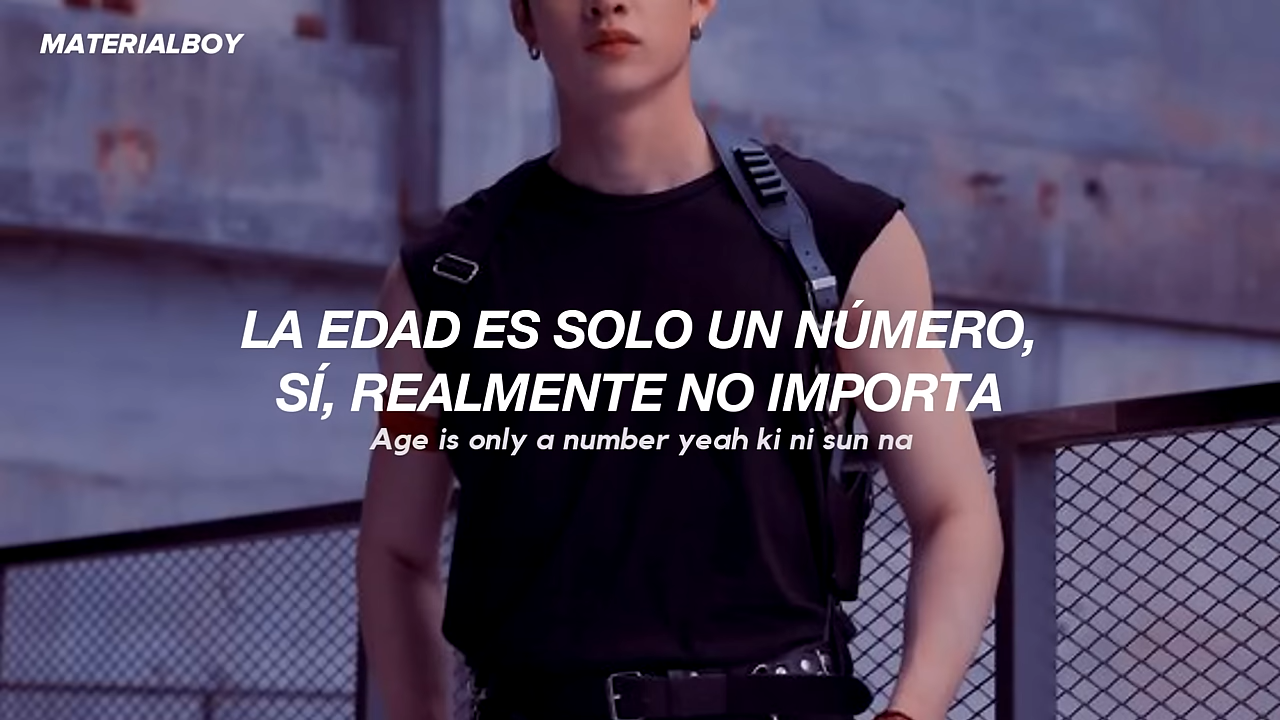 MATERIALBOY
LA EDAD ES SOLO UN NÚMERO,
SÍ, REALMENTE NO IMPORTA
Age is only a number yeah ki ni sun na